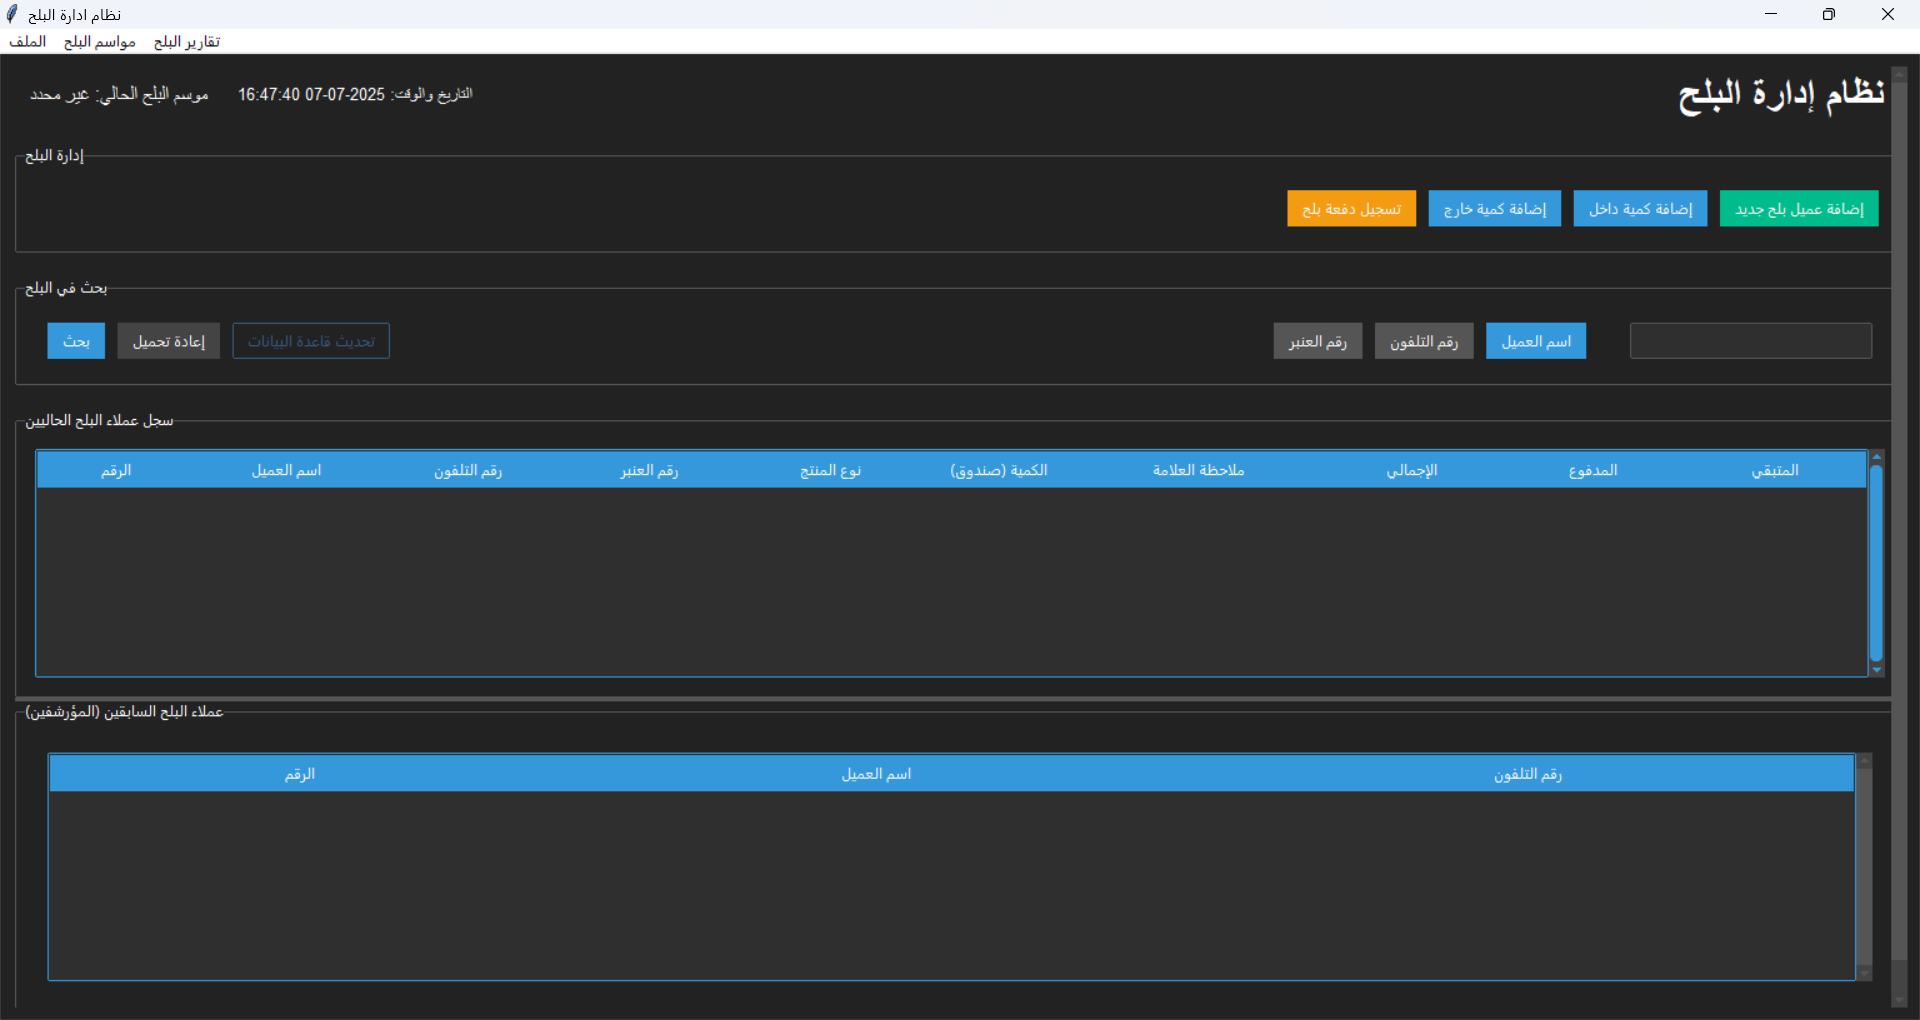 نظام ادارة البلح
الملف مواسم البلح تقارير البلح
نظام إدارة البلح
التاريخ والوقت: 2025-07-07 16:47:40
موسم البلح الحالي: غير محدد
إدارة البلح
إضافة عميل بلح جديد
إضافة كمية داخل
إضافة كمية خارج
تسجيل دفعة بلح
بحث في البلح
اسم العميل
رقم التلفون
رقم العنبر
تحديث قاعدة البيانات
إعادة تحميل
بحث
سجل عملاء البلح الحاليين
المتبقي
المدفوع
الإجمالي
ملاحظة العلامة
الكمية (صندوق)
نوع المنتج
رقم العنبر
رقم التلفون
اسم العميل
الرقم
عملاء البلح السابقين (المؤرشفين)
رقم التلفون
اسم العميل
الرقم